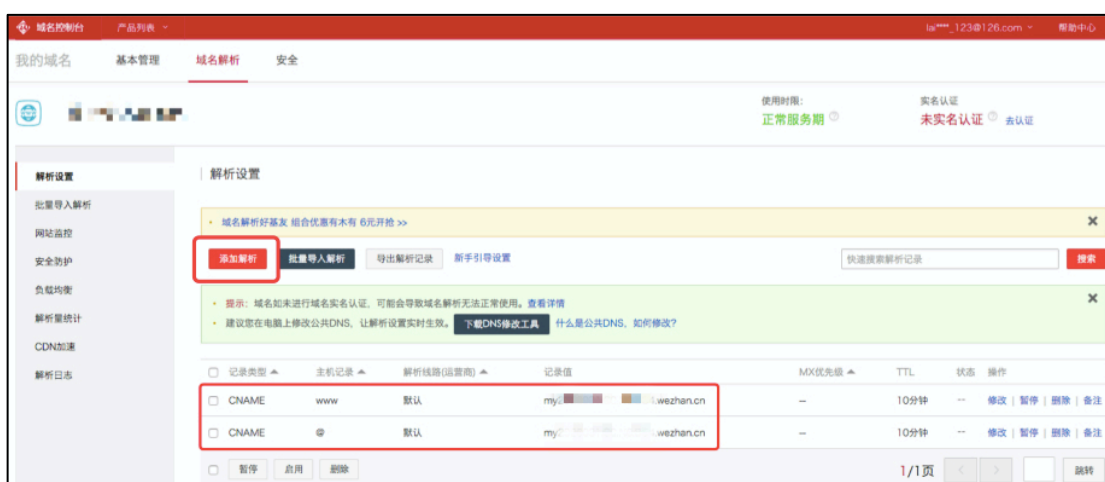 域名控制台 产品列表 lai****_123@126.com 帮助中心
我的域名 基本管理 域名解析 安全
使用时限: 实名认证
正常服务期 未实名认证 去认证
解析设置 解析设置
批量导入解析
域名解析好基友 组合优惠有木有 6元开抢 >>
网站监控
安全防护 添加解析 批量导入解析 导出解析记录 新手引导设置 快速搜索解析记录 搜索
负载均衡
提示：域名如未进行域名实名认证，可能会导致域名解析无法正常使用。查看详情
解析量统计
建议您在电脑上修改公共DNS，让解析设置实时生效。 下载DNS修改工具 什么是公共DNS，如何修改?
CDN加速
解析日志 记录类型 主机记录 解析线路(运营商) 记录值 MX优先级 TTL 状态 操作
CNAME www 默认 my .wezhan.cn -- 10分钟 -- 修改 | 暂停 | 删除 | 备注
CNAME @ 默认 my .wezhan.cn -- 10分钟 -- 修改 | 暂停 | 删除 | 备注
暂停 启用 删除 1/1页 < > 跳转